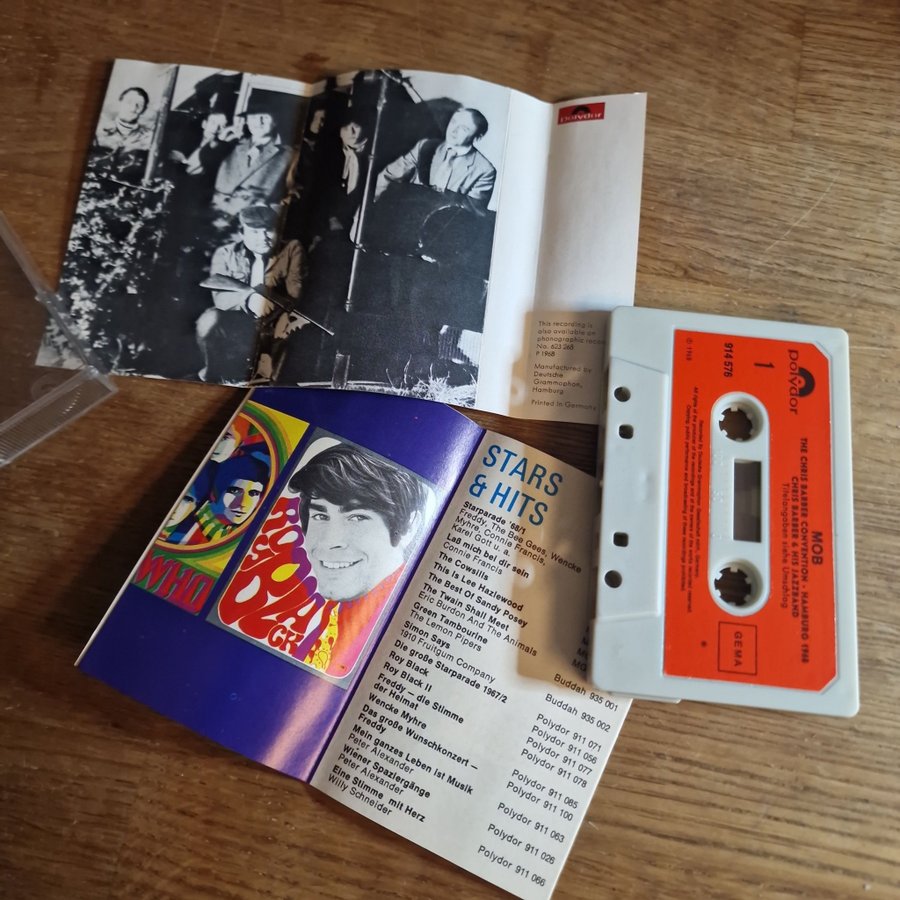 polydor
This recording is
also available on
phonographic record
No. 623 268
P 1968
Manufactured by
Deutsche
Grammophon,
Hamburg
Printed in Germany
polydor
914 576
1
℗ 1968
MOB
THE CHRIS BARBER CONVENTION - HAMBURG 1968
CHRIS BARBER & HIS JAZZBAND
Titelangaben siehe Umschlag
GEMA
WHO
STARS
& HITS
Starparade '68/1
Freddy, The Bee Gees, Wencke
Myhre, Connie Francis,
Karel Gott u. a.
Laß mich bei dir sein
Connie Francis
The Cowsills
This is Lee Hazlewood
The Best Of Sandy Posey
The Twain Shall Meet
Eric Burdon And The Animals
Green Tambourine
The Lemon Pipers
Simon Says
1910 Fruitgum Company
Die große Starparade 1967/2
Roy Black
Roy Black II
Freddy — die Stimme
der Heimat
Wencke Myhre
Das große Wunschkonzert —
Freddy
Mein ganzes Leben ist Musik
Peter Alexander
Wiener Spaziergänge
Peter Alexander
Eine Stimme mit Herz
Willy Schneider
MG
Buddah 935 001
Buddah 935 002
Polydor 911 071
Polydor 911 056
Polydor 911 077
Polydor 911 078
Polydor 911 085
Polydor 911 100
Polydor 911 063
Polydor 911 026
Polydor 911 066